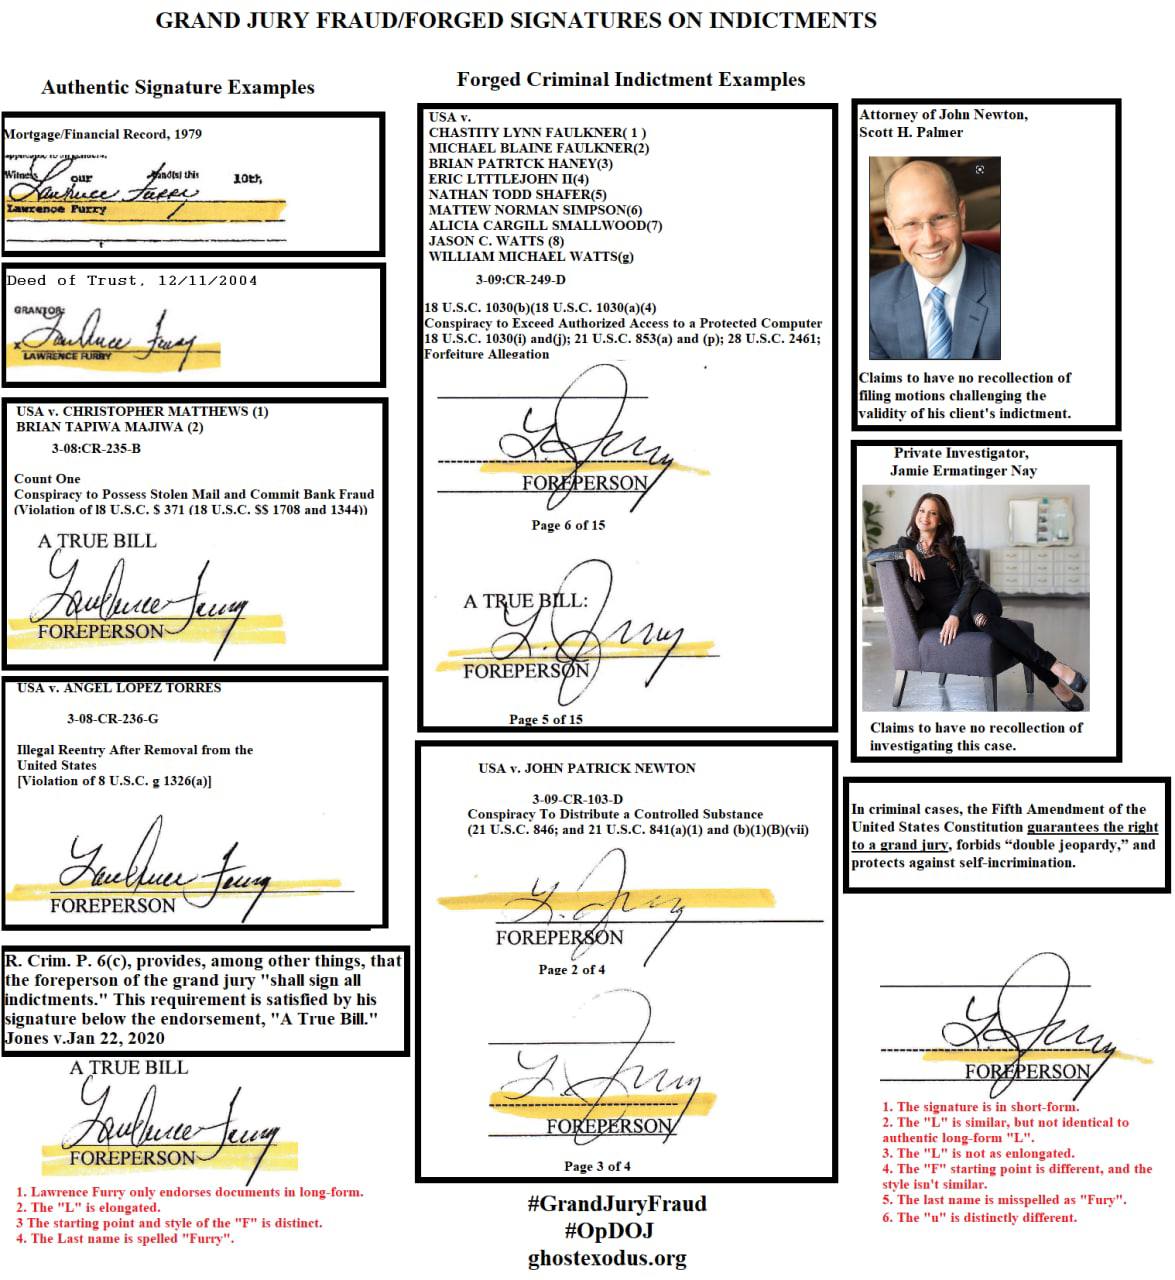 GRAND JURY FRAUD/FORGED SIGNATURES ON INDICTMENTS
Authentic Signature Examples
Mortgage/Financial Record, 1979
Witness our hand(s) this 10th
Lawrence Furry
Lawrence Furry
Deed of Trust, 12/11/2004
GRANTOR:
x Lawrence Furry
LAWRENCE FURRY
USA v. CHRISTOPHER MATTHEWS (1)
BRIAN TAPIWA MAJIWA (2)
3-08:CR-235-B
Count One
Conspiracy to Possess Stolen Mail and Commit Bank Fraud
(Violation of l8 U.S.C. $ 371 (18 U.S.C. $$ 1708 and 1344))
A TRUE BILL
Lawrence Furry
FOREPERSON
USA v. ANGEL LOPEZ TORRES
3-08-CR-236-G
Illegal Reentry After Removal from the
United States
[Violation of 8 U.S.C. g 1326(a)]
Lawrence Furry
FOREPERSON
R. Crim. P. 6(c), provides, among other things, that
the foreperson of the grand jury "shall sign all
indictments." This requirement is satisfied by his
signature below the endorsement, "A True Bill."
Jones v.Jan 22, 2020
A TRUE BILL
Lawrence Furry
FOREPERSON
1. Lawrence Furry only endorses documents in long-form.
2. The "L" is elongated.
3 The starting point and style of the "F" is distinct.
4. The Last name is spelled "Furry".
Forged Criminal Indictment Examples
USA v.
CHASTITY LYNN FAULKNER( 1 )
MICHAEL BLAINE FAULKNER(2)
BRIAN PATRTCK HANEY(3)
ERIC LTTTLEJOHN II(4)
NATHAN TODD SHAFER(5)
MATTEW NORMAN SIMPSON(6)
ALICIA CARGILL SMALLWOOD(7)
JASON C. WATTS (8)
WILLIAM MICHAEL WATTS(g)
3-09:CR-249-D
18 U.S.C. 1030(b)(18 U.S.C. 1030(a)(4)
Conspiracy to Exceed Authorized Access to a Protected Computer
18 U.S.C. 1030(i) and(j); 21 U.S.C. 853(a) and (p); 28 U.S.C. 2461;
Forfeiture Allegation
FOREPERSON
Page 6 of 15
A TRUE BILL:
FOREPERSON
Page 5 of 15
USA v. JOHN PATRICK NEWTON
3-09-CR-103-D
Conspiracy To Distribute a Controlled Substance
(21 U.S.C. 846; and 21 U.S.C. 841(a)(1) and (b)(1)(B)(vii)
FOREPERSON
Page 2 of 4
FOREPERSON
Page 3 of 4
#GrandJuryFraud
#OpDOJ
ghostexodus.org
Attorney of John Newton,
Scott H. Palmer
Claims to have no recollection of
filing motions challenging the
validity of his client's indictment.
Private Investigator,
Jamie Ermatinger Nay
Claims to have no recollection of
investigating this case.
In criminal cases, the Fifth Amendment of the
United States Constitution guarantees the right
to a grand jury, forbids “double jeopardy,” and
protects against self-incrimination.
FOREPERSON
1. The signature is in short-form.
2. The "L" is similar, but not identical to
authentic long-form "L".
3. The "L" is not as enlongated.
4. The "F" starting point is different, and the
style isn't similar.
5. The last name is misspelled as "Fury".
6. The "u" is distinctly different.